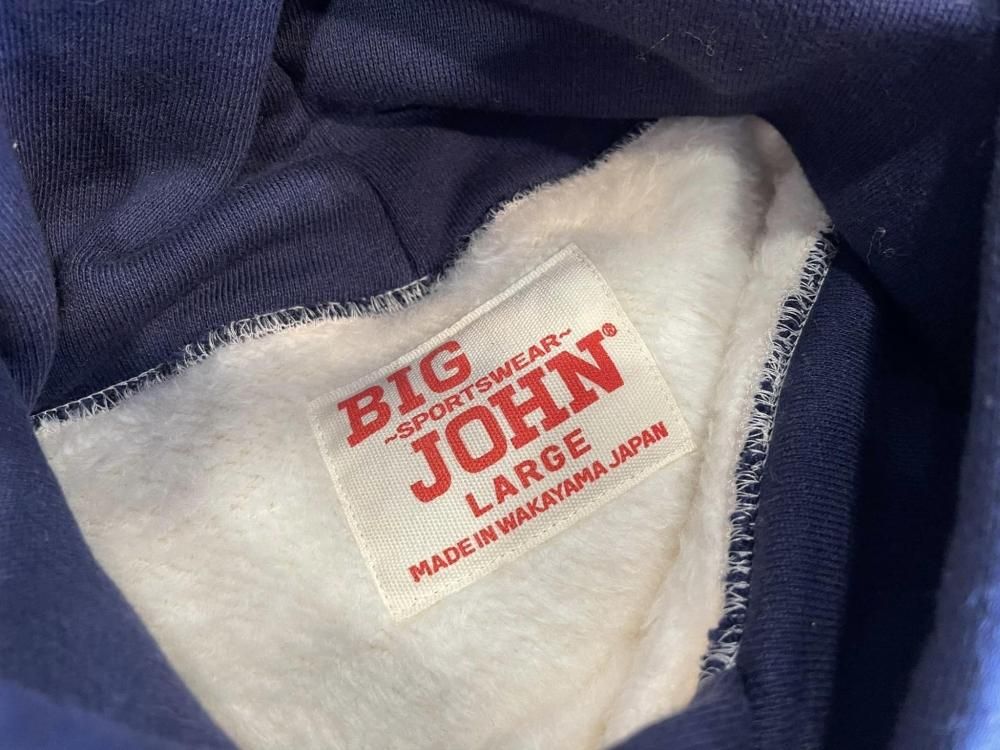 BIG
~SPORTSWEAR~
JOHN®
LARGE
MADE IN WAKAYAMA JAPAN